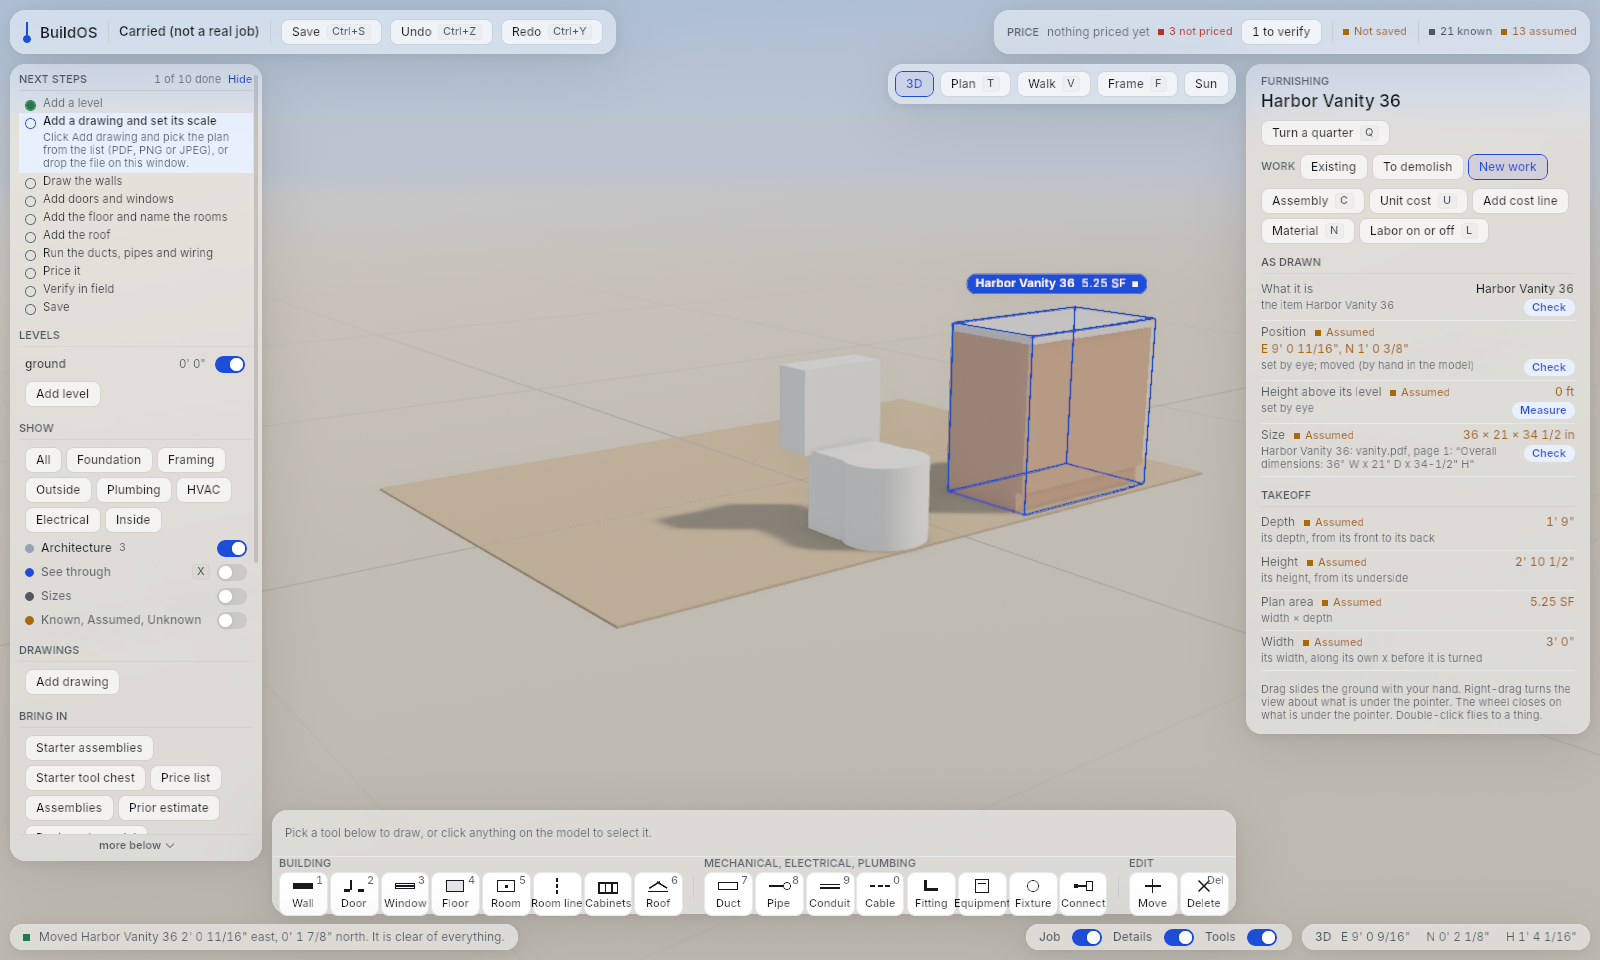 BuildOS
Carried (not a real job)
Save Ctrl+S
Undo Ctrl+Z
Redo Ctrl+Y
PRICE nothing priced yet 3 not priced 1 to verify Not saved 21 known 13 assumed
NEXT STEPS 1 of 10 done Hide
Add a level
Add a drawing and set its scale
Click Add drawing and pick the plan
from the list (PDF, PNG or JPEG), or
drop the file on this window.
Draw the walls
Add doors and windows
Add the floor and name the rooms
Add the roof
Run the ducts, pipes and wiring
Price it
Verify in field
Save
LEVELS
ground 0' 0"
Add level
SHOW
All Foundation Framing
Outside Plumbing HVAC
Electrical Inside
Architecture 3
See through X
Sizes
Known, Assumed, Unknown
DRAWINGS
Add drawing
BRING IN
Starter assemblies
Starter tool chest Price list
Assemblies Prior estimate
more below
3D Plan T Walk V Frame F Sun
Harbor Vanity 36 5.25 SF
FURNISHING
Harbor Vanity 36
Turn a quarter Q
WORK Existing To demolish New work
Assembly C Unit cost U Add cost line
Material N Labor on or off L
AS DRAWN
What it is Harbor Vanity 36
the item Harbor Vanity 36 Check
Position Assumed
E 9' 0 11/16", N 1' 0 3/8"
set by eye; moved (by hand in the model) Check
Height above its level Assumed 0 ft
set by eye Measure
Size Assumed 36 × 21 × 34 1/2 in
Harbor Vanity 36: vanity.pdf, page 1: "Overall
dimensions: 36" W x 21" D x 34-1/2" H" Check
TAKEOFF
Depth Assumed 1' 9"
its depth, from its front to its back
Height Assumed 2' 10 1/2"
its height, from its underside
Plan area Assumed 5.25 SF
width × depth
Width Assumed 3' 0"
its width, along its own x before it is turned
Drag slides the ground with your hand. Right-drag turns the
view about what is under the pointer. The wheel closes on
what is under the pointer. Double-click flies to a thing.
Pick a tool below to draw, or click anything on the model to select it.
BUILDING MECHANICAL, ELECTRICAL, PLUMBING EDIT
1 2 3 4 5 6 7 8 9 0 Del
Wall Door Window Floor Room Room line Cabinets Roof Duct Pipe Conduit Cable Fitting Equipment Fixture Connect Move Delete
Moved Harbor Vanity 36 2' 0 11/16" east, 0' 1 7/8" north. It is clear of everything.
Job Details Tools
3D E 9' 0 9/16" N 0' 2 1/8" H 1' 4 1/16"